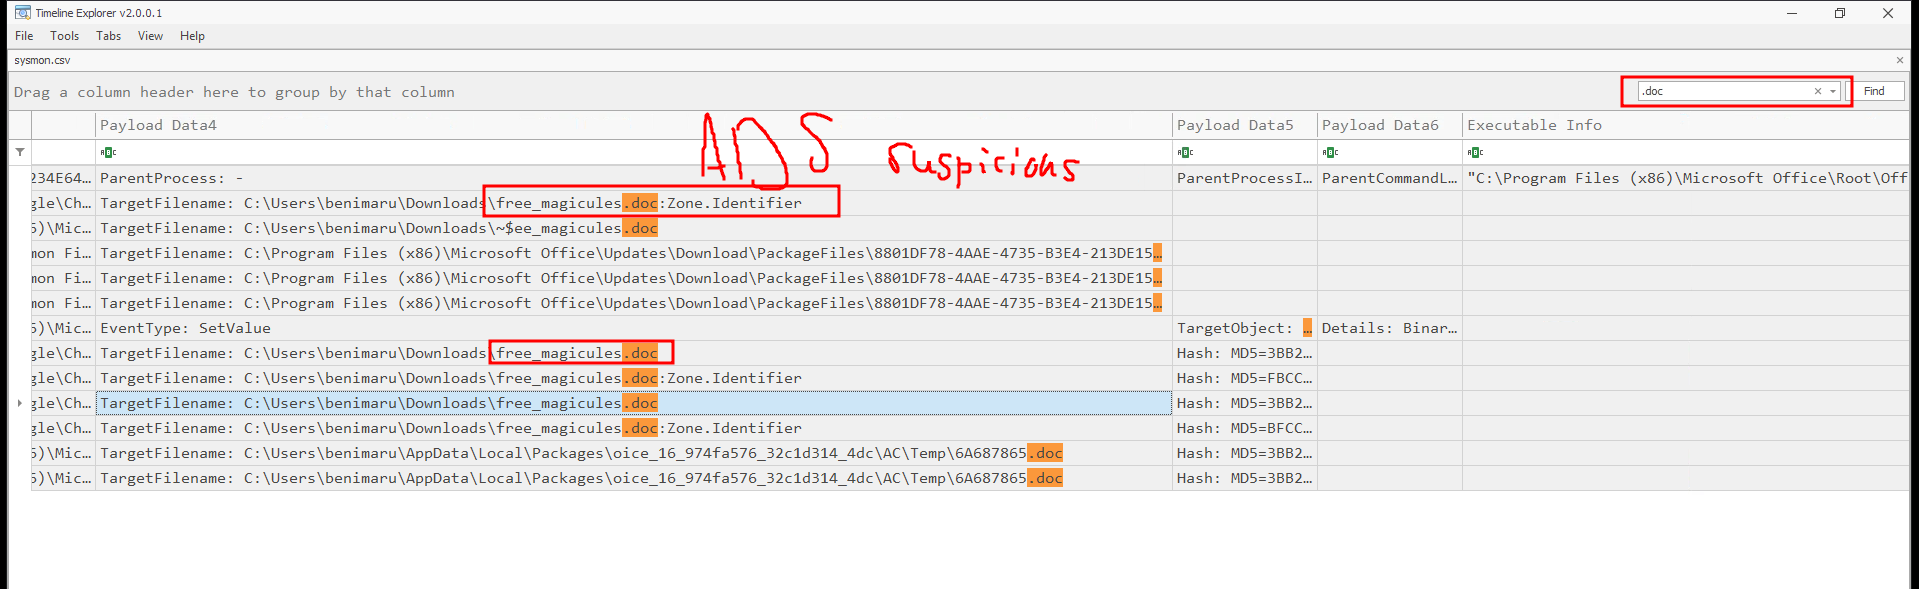 Timeline Explorer v2.0.0.1
File Tools Tabs View Help
sysmon.csv
Drag a column header here to group by that column
.doc Find
Payload Data4 Payload Data5 Payload Data6 Executable Info
ADS suspicious
234E64… ParentProcess: - ParentProcessI… ParentCommandL… "C:\Program Files (x86)\Microsoft Office\Root\Off
gle\Ch… TargetFilename: C:\Users\benimaru\Downloads\free_magicules.doc:Zone.Identifier
5)\Mic… TargetFilename: C:\Users\benimaru\Downloads\~$ee_magicules.doc
mon Fi… TargetFilename: C:\Program Files (x86)\Microsoft Office\Updates\Download\PackageFiles\8801DF78-4AAE-4735-B3E4-213DE15…
mon Fi… TargetFilename: C:\Program Files (x86)\Microsoft Office\Updates\Download\PackageFiles\8801DF78-4AAE-4735-B3E4-213DE15…
mon Fi… TargetFilename: C:\Program Files (x86)\Microsoft Office\Updates\Download\PackageFiles\8801DF78-4AAE-4735-B3E4-213DE15…
5)\Mic… EventType: SetValue TargetObject: … Details: Binar…
gle\Ch… TargetFilename: C:\Users\benimaru\Downloads\free_magicules.doc Hash: MD5=3BB2…
gle\Ch… TargetFilename: C:\Users\benimaru\Downloads\free_magicules.doc:Zone.Identifier Hash: MD5=FBCC…
gle\Ch… TargetFilename: C:\Users\benimaru\Downloads\free_magicules.doc Hash: MD5=3BB2…
gle\Ch… TargetFilename: C:\Users\benimaru\Downloads\free_magicules.doc:Zone.Identifier Hash: MD5=BFCC…
5)\Mic… TargetFilename: C:\Users\benimaru\AppData\Local\Packages\oice_16_974fa576_32c1d314_4dc\AC\Temp\6A687865.doc Hash: MD5=3BB2…
5)\Mic… TargetFilename: C:\Users\benimaru\AppData\Local\Packages\oice_16_974fa576_32c1d314_4dc\AC\Temp\6A687865.doc Hash: MD5=3BB2…